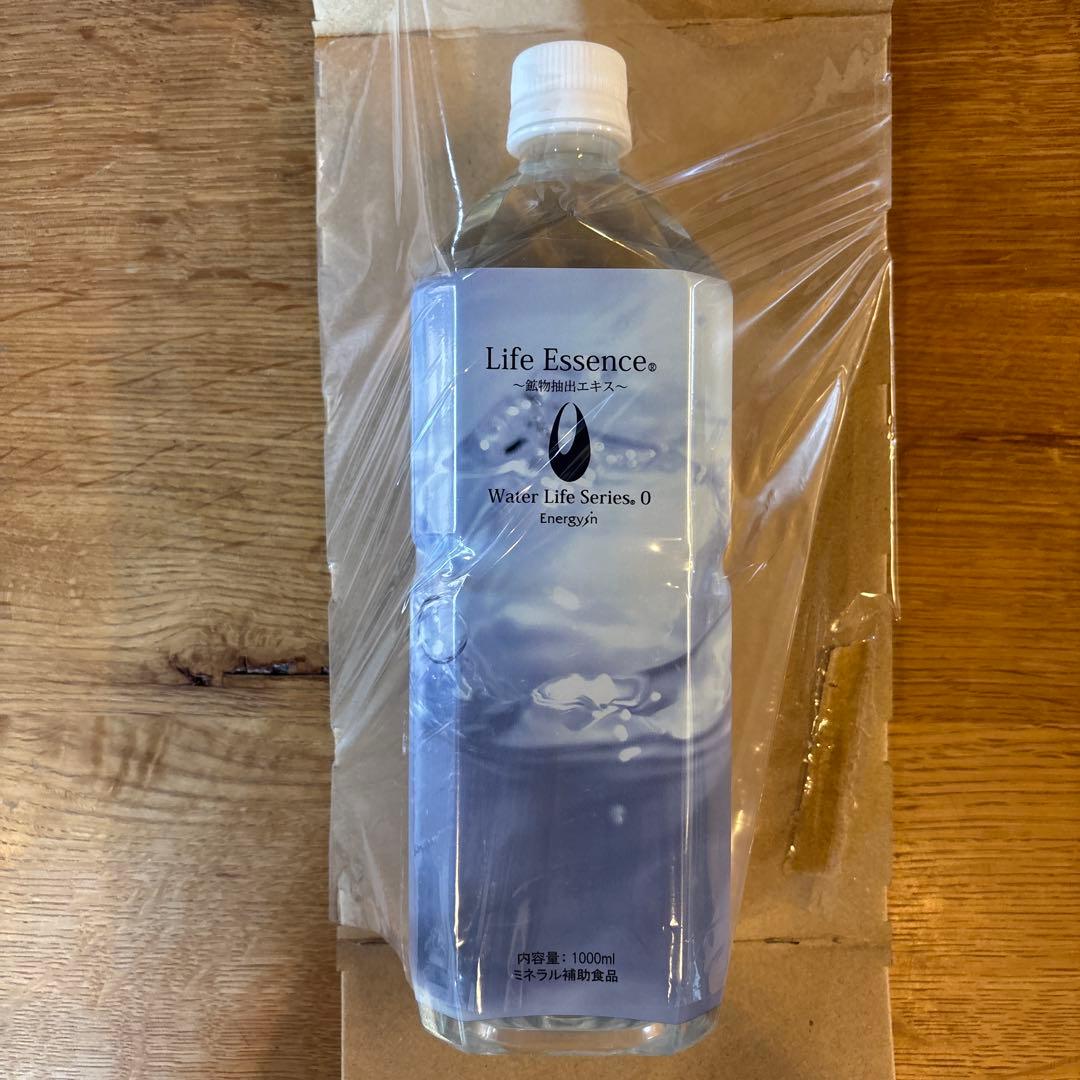 Life Essence®
～鉱物抽出エキス～
Water Life Series® 0
Energysin
内容量: 1000ml
ミネラル補助食品